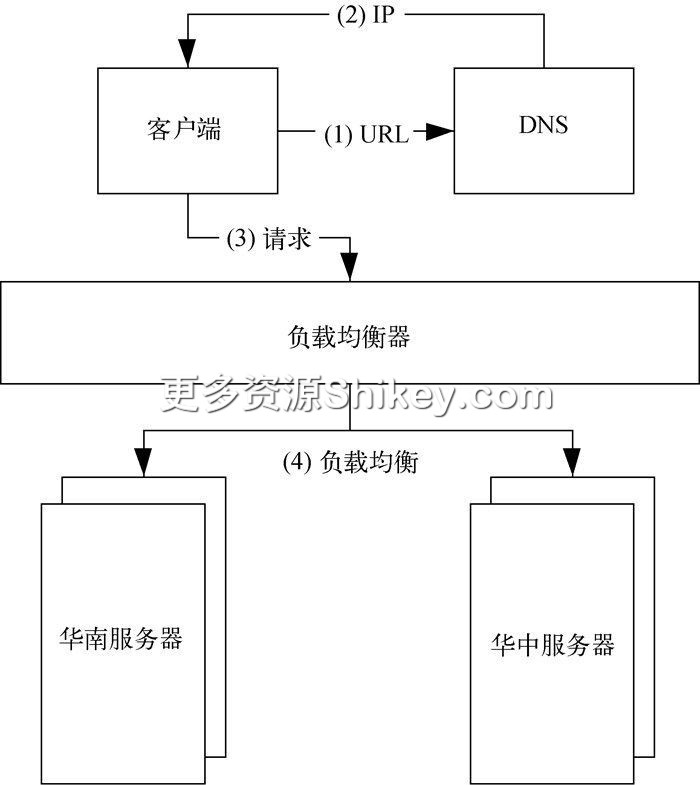 (2) IP
客户端
(1) URL
DNS
(3) 请求
负载均衡器
更多资源Shikey.com
(4) 负载均衡
华南服务器
华中服务器